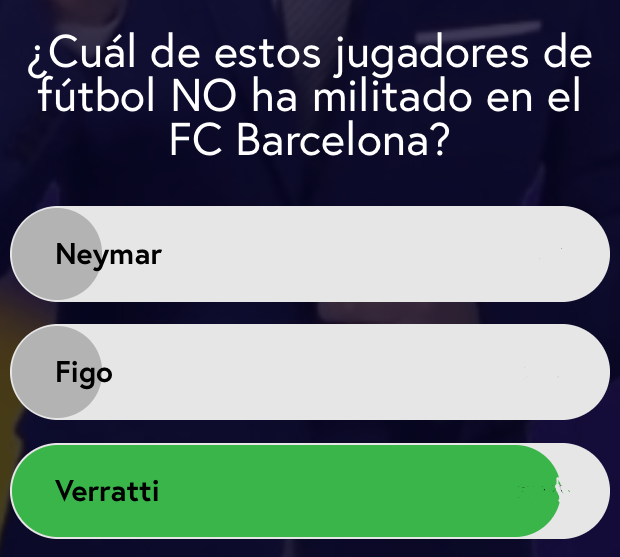 ¿Cuál de estos jugadores de
fútbol NO ha militado en el
FC Barcelona?
Neymar
Figo
Verratti